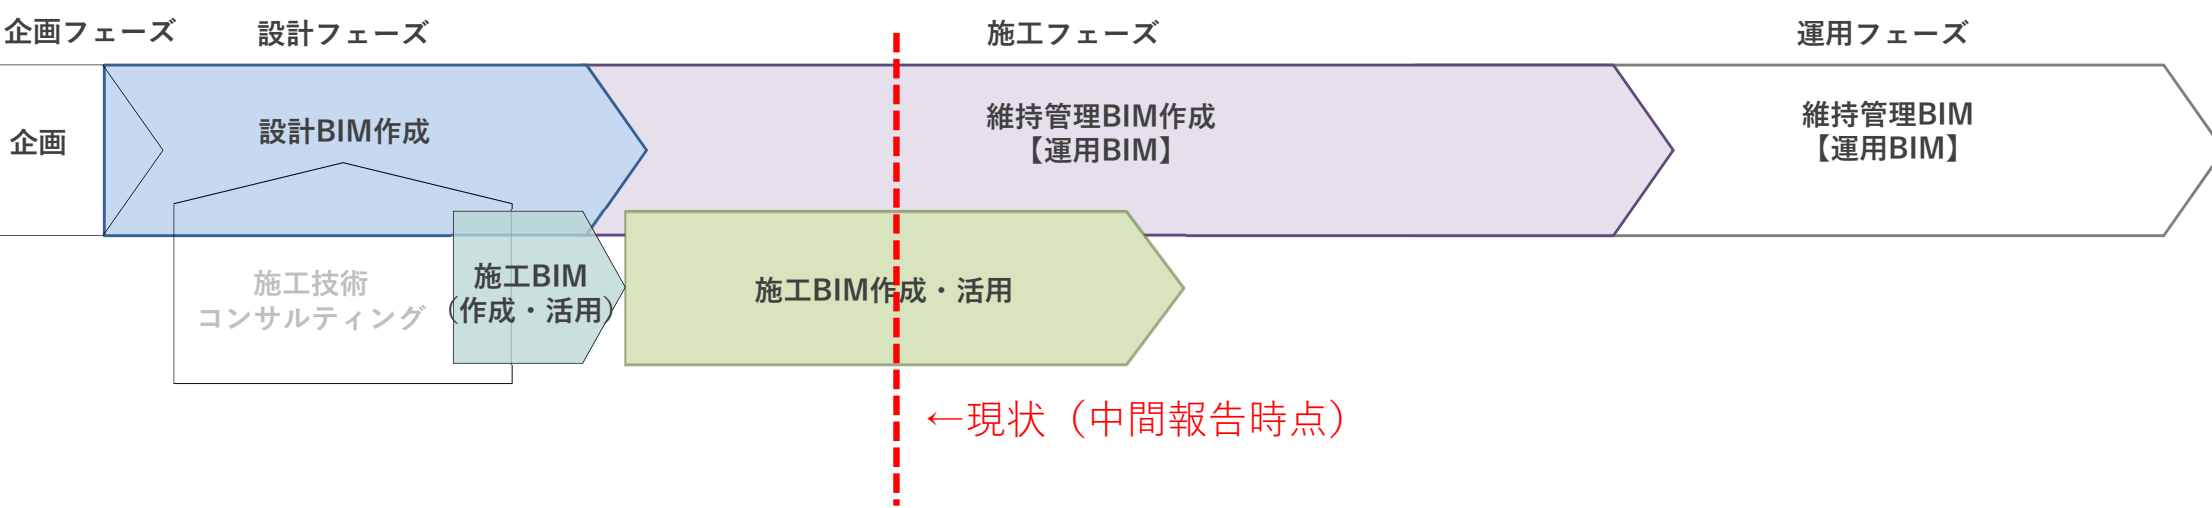 企画フェーズ
設計フェーズ
施工フェーズ
運用フェーズ
企画
設計BIM作成
維持管理BIM作成
【運用BIM】
維持管理BIM
【運用BIM】
施工技術
コンサルティング
施工BIM
（作成・活用）
施工BIM作成・活用
←現状（中間報告時点）